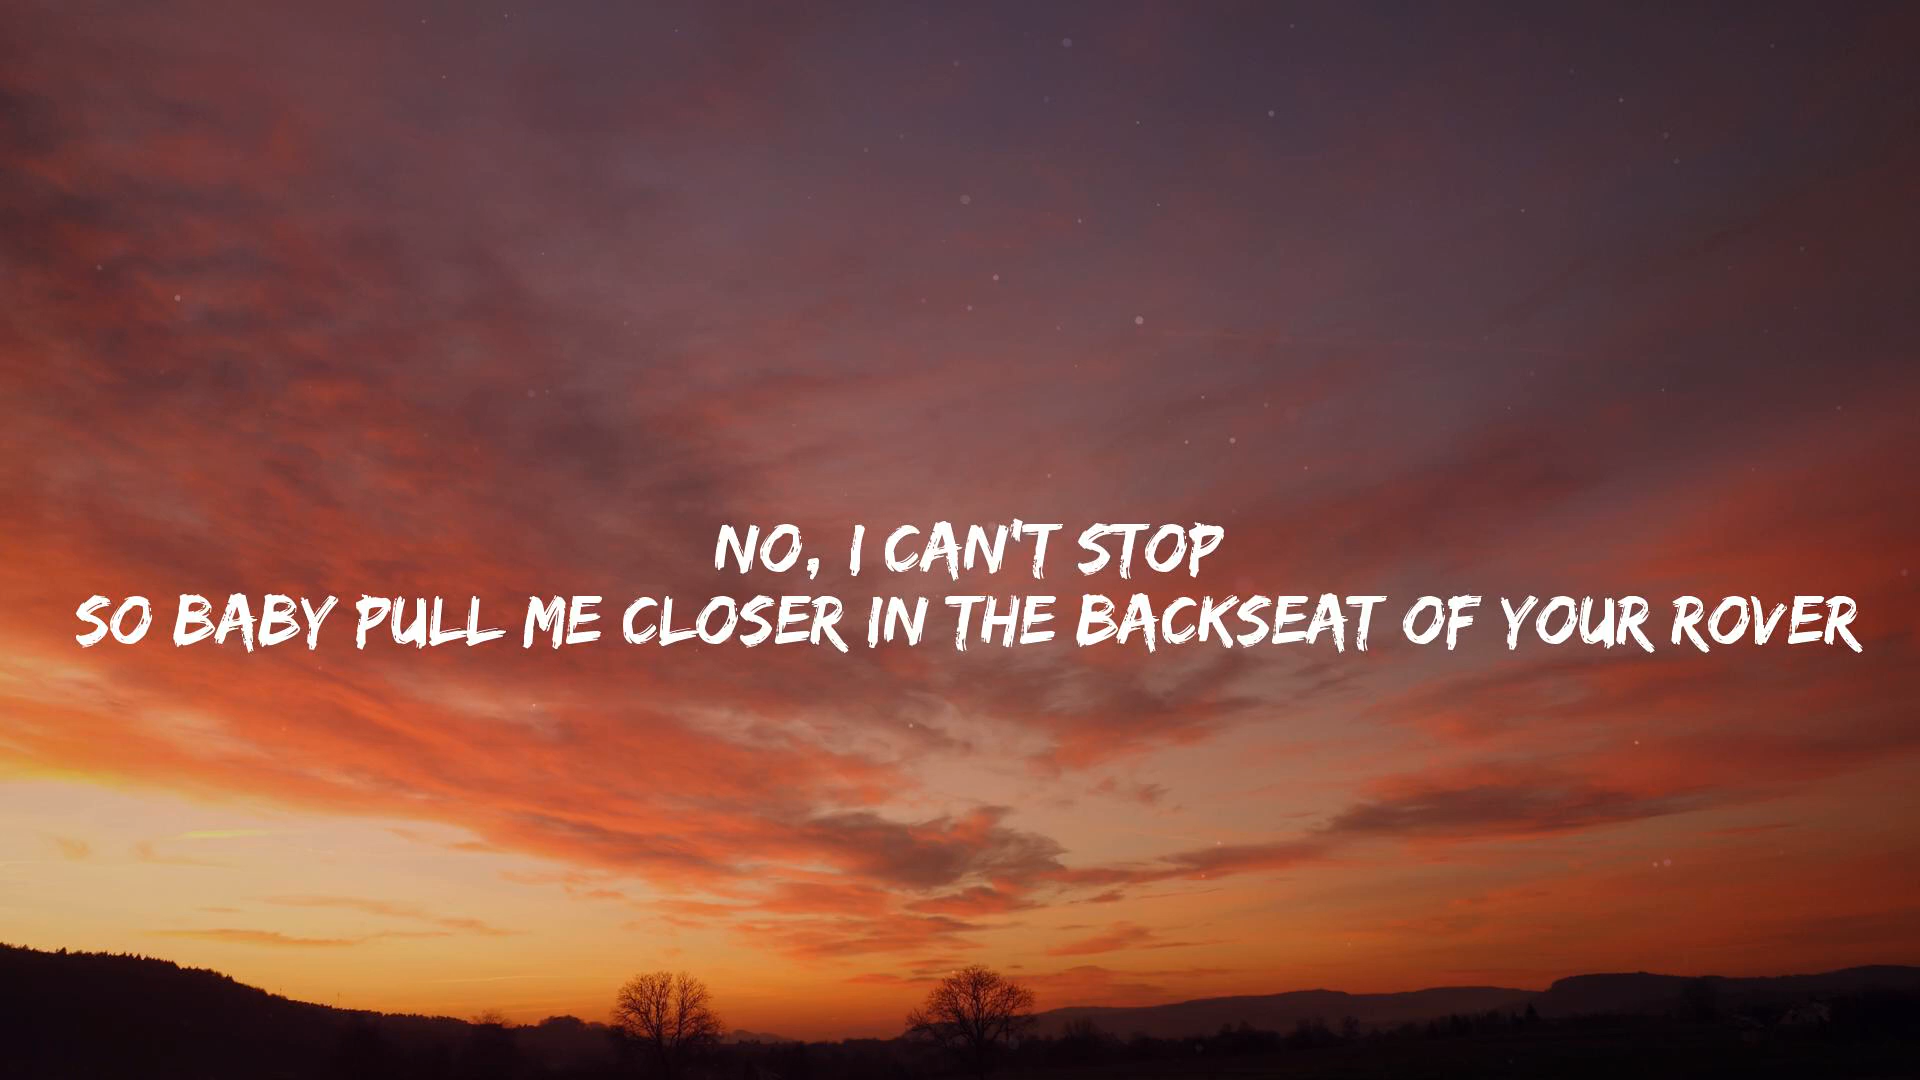 NO, I CAN'T STOP
SO BABY PULL ME CLOSER IN THE BACKSEAT OF YOUR ROVER